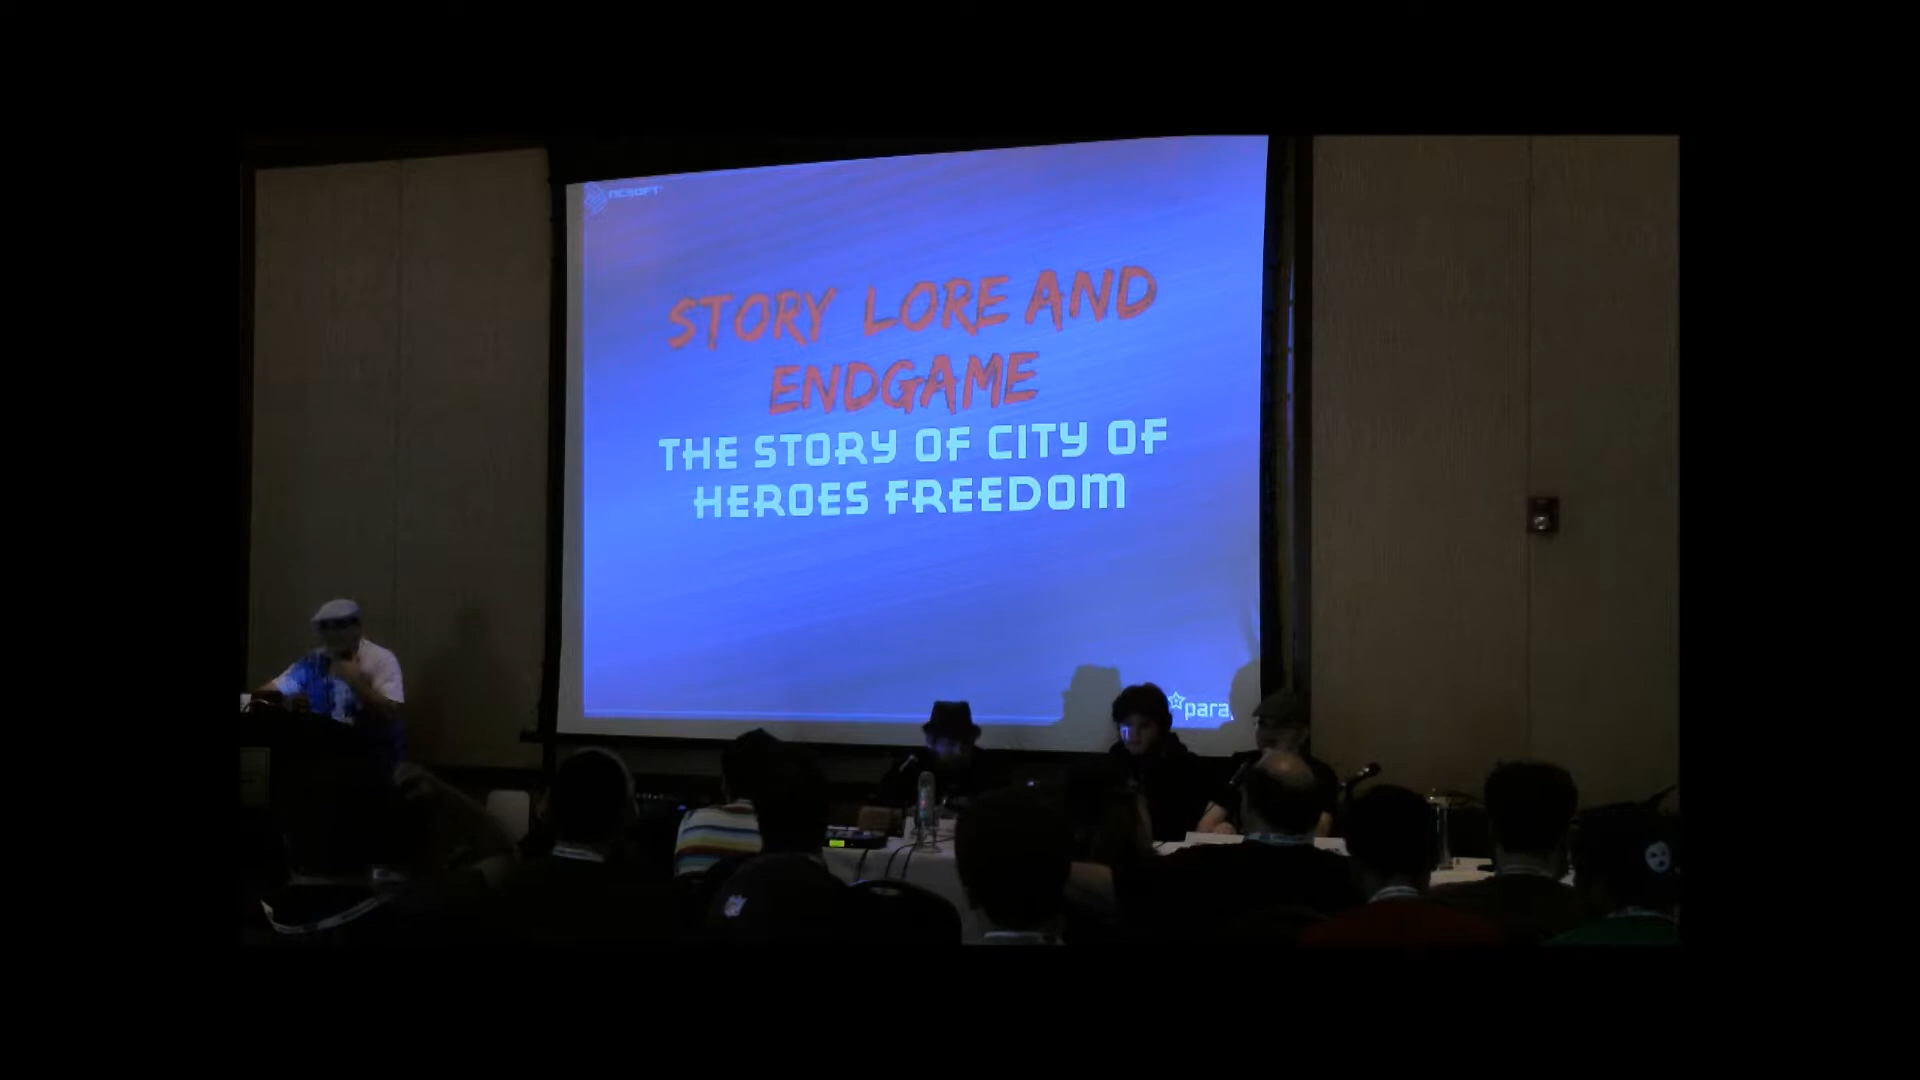 NCSOFT
STORY LORE AND
ENDGAME
THE STORY OF CITY OF
HEROES FREEDOM
para